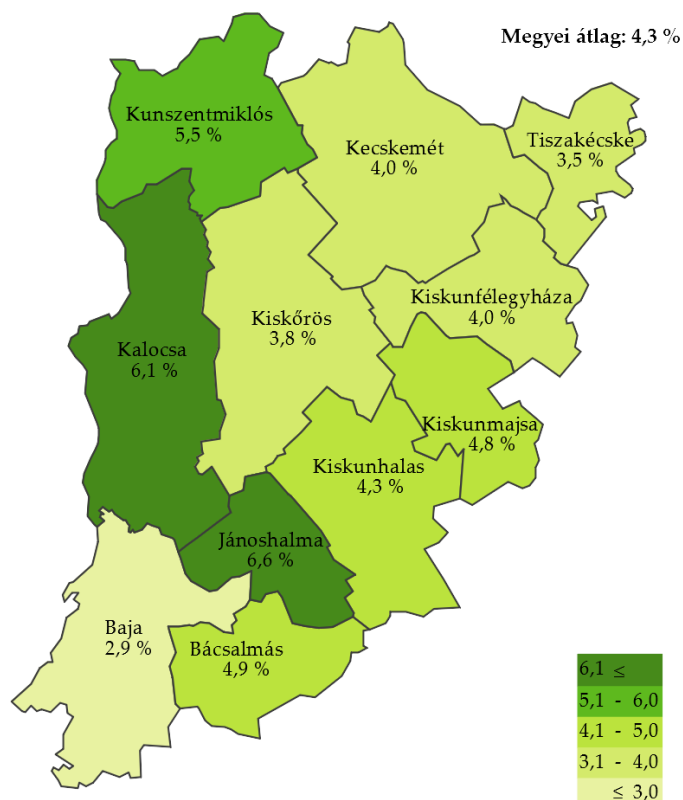 Megyei átlag: 4,3 %
Kunszentmiklós
5,5 %
Kecskemét
4,0 %
Tiszakécske
3,5 %
Kiskunfélegyháza
4,0 %
Kiskőrös
3,8 %
Kalocsa
6,1 %
Kiskunmajsa
4,8 %
Kiskunhalas
4,3 %
Jánoshalma
6,6 %
Baja
2,9 %
Bácsalmás
4,9 %
6,1 ≤
5,1 - 6,0
4,1 - 5,0
3,1 - 4,0
≤ 3,0